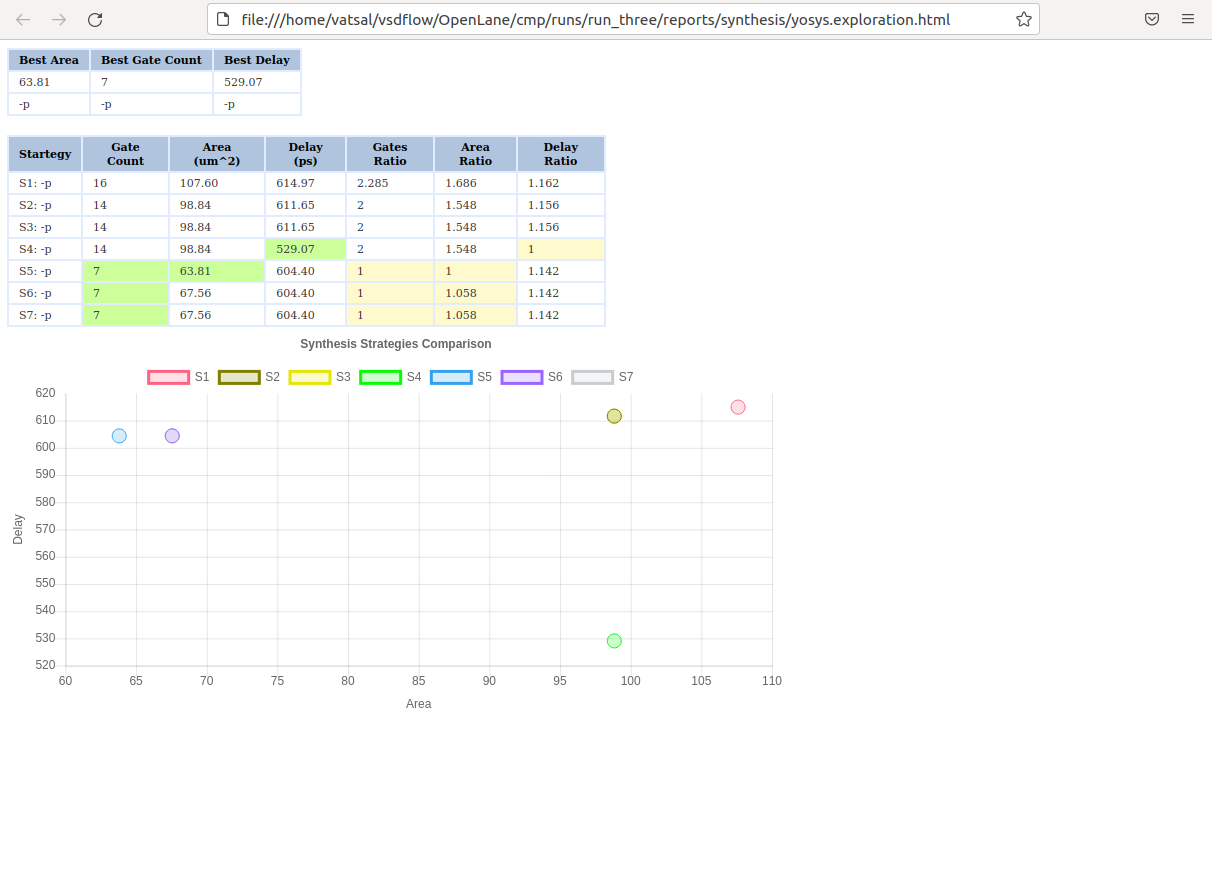 file:///home/vatsal/vsdflow/OpenLane/cmp/runs/run_three/reports/synthesis/yosys.exploration.html
Best Area Best Gate Count Best Delay
63.81 7 529.07
-p -p -p
Startegy Gate Count Area (um^2) Delay (ps) Gates Ratio Area Ratio Delay Ratio
S1: -p 16 107.60 614.97 2.285 1.686 1.162
S2: -p 14 98.84 611.65 2 1.548 1.156
S3: -p 14 98.84 611.65 2 1.548 1.156
S4: -p 14 98.84 529.07 2 1.548 1
S5: -p 7 63.81 604.40 1 1 1.142
S6: -p 7 67.56 604.40 1 1.058 1.142
S7: -p 7 67.56 604.40 1 1.058 1.142
Synthesis Strategies Comparison
S1 S2 S3 S4 S5 S6 S7
620
610
600
590
580
570
560
550
540
530
520
Delay
60 65 70 75 80 85 90 95 100 105 110
Area